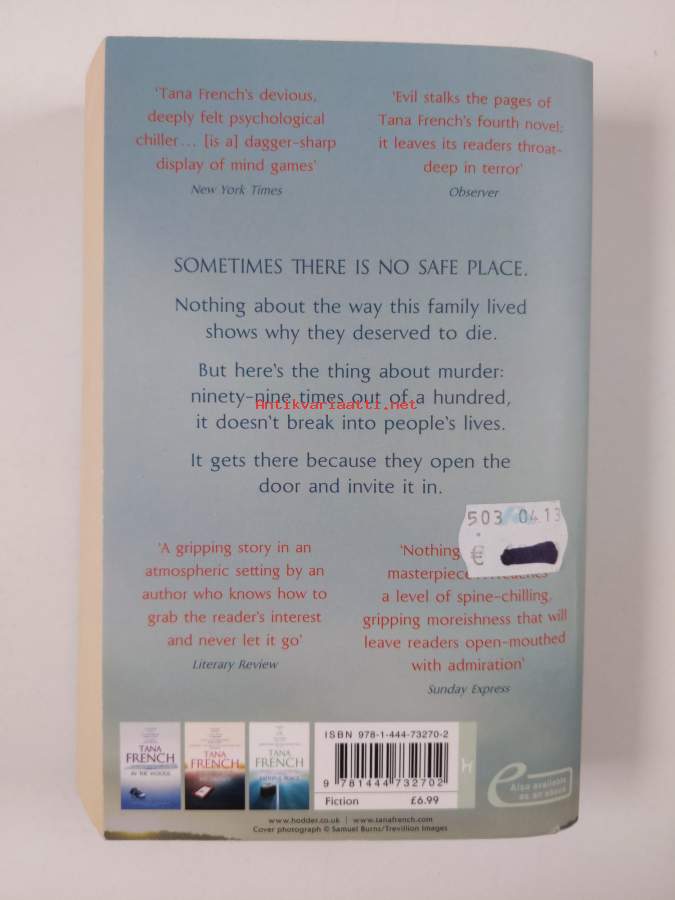 'Tana French's devious,
deeply felt psychological
chiller... [is a] dagger-sharp
display of mind games'
New York Times
'Evil stalks the pages of
Tana French's fourth novel;
it leaves its readers throat-
deep in terror'
Observer
SOMETIMES THERE IS NO SAFE PLACE.
Nothing about the way this family lived
shows why they deserved to die.
But here's the thing about murder:
ninety-nine times out of a hundred,
Antikvariaatti.net
it doesn't break into people's lives.
It gets there because they open the
door and invite it in.
503 0413
€
'A gripping story in an
atmospheric setting by an
author who knows how to
grab the reader's interest
and never let it go'
Literary Review
'Nothing
masterpiece
a level of spine-chilling,
gripping moreishness that will
leave readers open-mouthed
with admiration'
Sunday Express
TANA
FRENCH
IN THE WOODS
TANA
FRENCH
TANA
FRENCH
FAITHFUL PLACE
ISBN 978-1-444-73270-2
9 781444 732702
Fiction £6.99
H
e
Also available
as an ebook
www.hodder.co.uk | www.tanafrench.com
Cover photograph © Samuel Burns/Trevillion Images